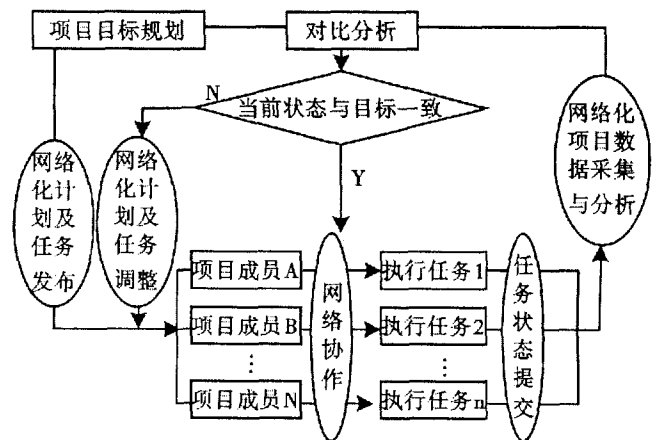 项目目标规划
对比分析
N
当前状态与目标一致
Y
网络
化计
划及
任务
发布
网络
化计
划及
任务
调整
网络化
项目数
据采集
与分析
项目成员A
项目成员B
⋮
项目成员N
网络协作
执行任务1
执行任务2
⋮
执行任务n
任务状态提交